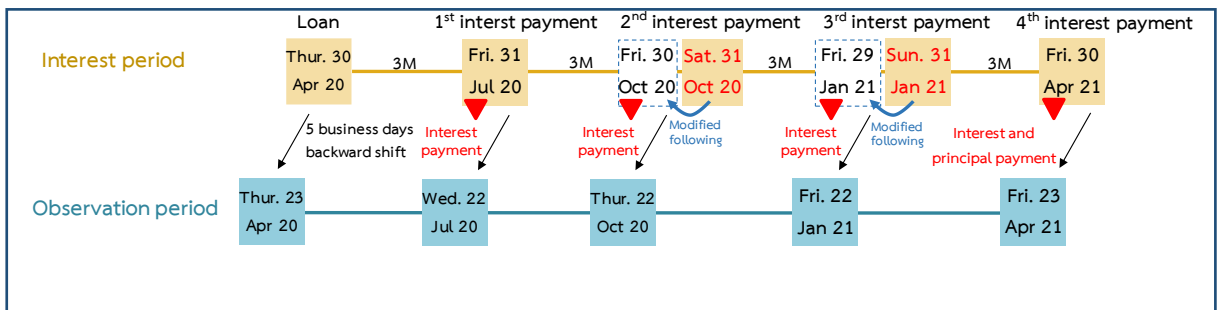 Loan
1st interst payment
2nd interest payment
3rd interst payment
4th interest payment
Interest period
Thur. 30
Apr 20
3M
Fri. 31
Jul 20
3M
Fri. 30
Oct 20
Sat. 31
Oct 20
3M
Fri. 29
Jan 21
Sun. 31
Jan 21
3M
Fri. 30
Apr 21
5 business days
backward shift
Interest
payment
Interest
payment
Modified
following
Interest
payment
Modified
following
Interest and
principal payment
Observation period
Thur. 23
Apr 20
Wed. 22
Jul 20
Thur. 22
Oct 20
Fri. 22
Jan 21
Fri. 23
Apr 21